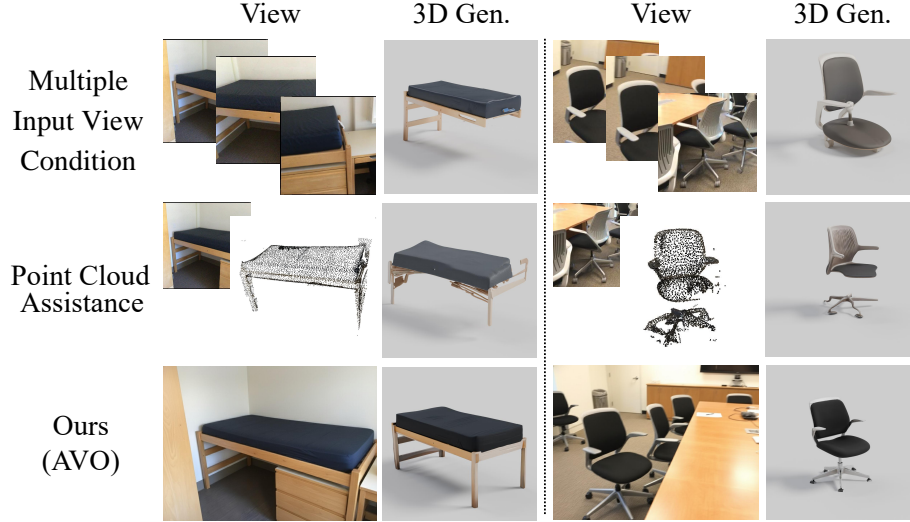 View 3D Gen. View 3D Gen.
Multiple
Input View
Condition
Point Cloud
Assistance
Ours
(AVO)